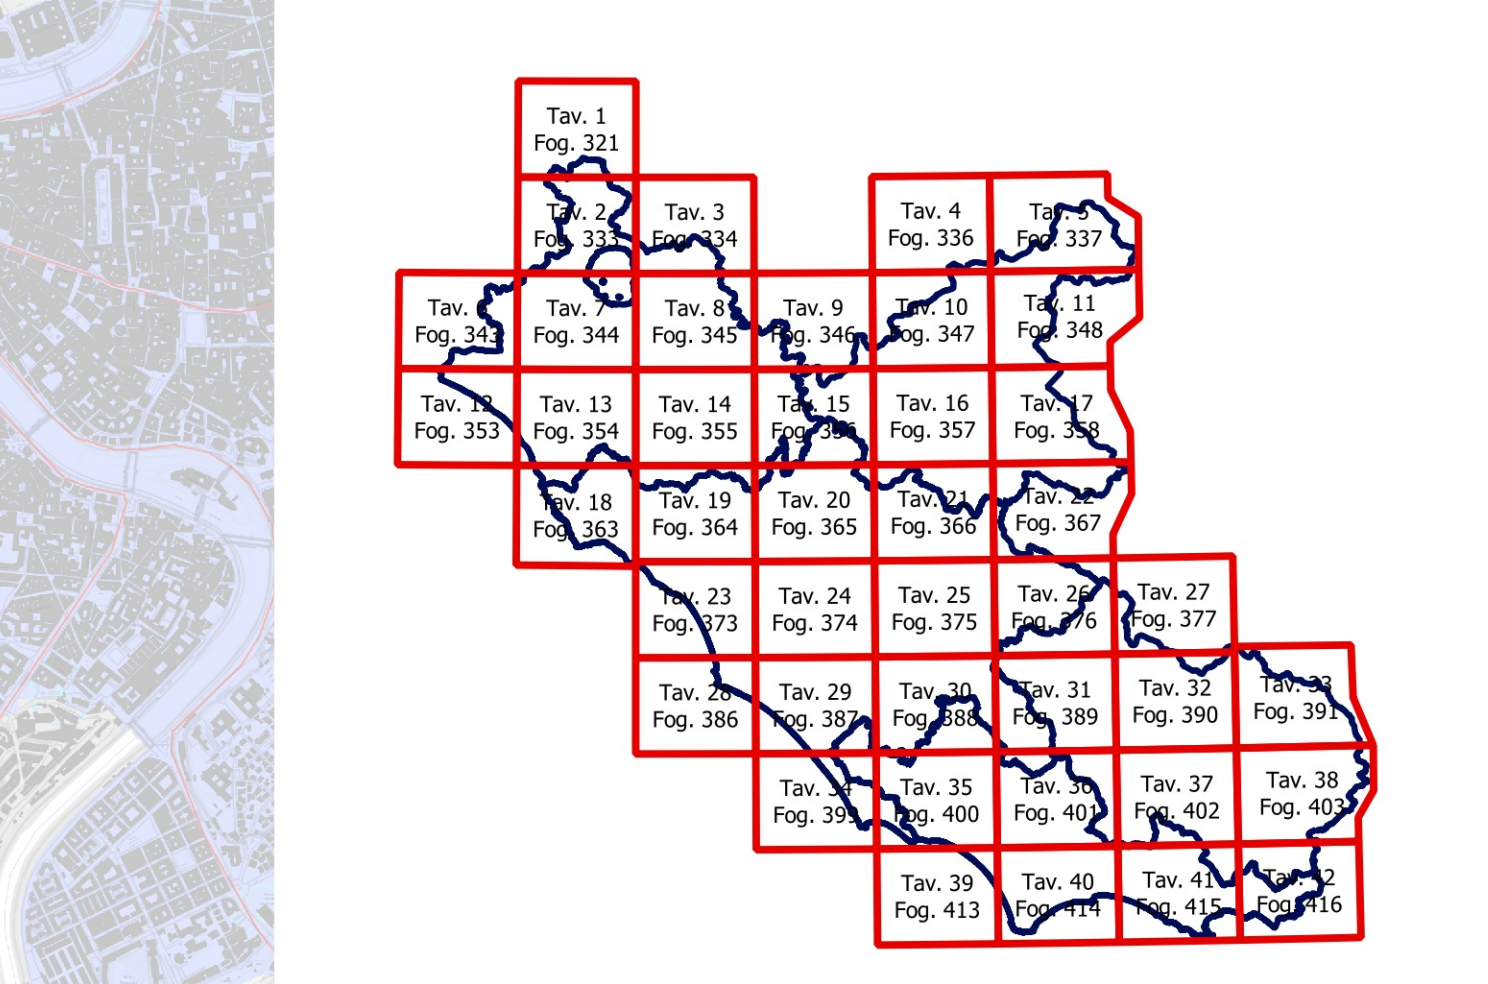 Tav. 1
Fog. 321
Tav. 2
Fog. 333
Tav. 3
Fog. 334
Tav. 4
Fog. 336
Tav. 5
Fog. 337
Tav. 6
Fog. 343
Tav. 7
Fog. 344
Tav. 8
Fog. 345
Tav. 9
Fog. 346
Tav. 10
Fog. 347
Tav. 11
Fog. 348
Tav. 12
Fog. 353
Tav. 13
Fog. 354
Tav. 14
Fog. 355
Tav. 15
Fog. 356
Tav. 16
Fog. 357
Tav. 17
Fog. 358
Tav. 18
Fog. 363
Tav. 19
Fog. 364
Tav. 20
Fog. 365
Tav. 21
Fog. 366
Tav. 22
Fog. 367
Tav. 23
Fog. 373
Tav. 24
Fog. 374
Tav. 25
Fog. 375
Tav. 26
Fog. 376
Tav. 27
Fog. 377
Tav. 28
Fog. 386
Tav. 29
Fog. 387
Tav. 30
Fog. 388
Tav. 31
Fog. 389
Tav. 32
Fog. 390
Tav. 33
Fog. 391
Tav. 34
Fog. 399
Tav. 35
Fog. 400
Tav. 36
Fog. 401
Tav. 37
Fog. 402
Tav. 38
Fog. 403
Tav. 39
Fog. 413
Tav. 40
Fog. 414
Tav. 41
Fog. 415
Tav. 42
Fog. 416